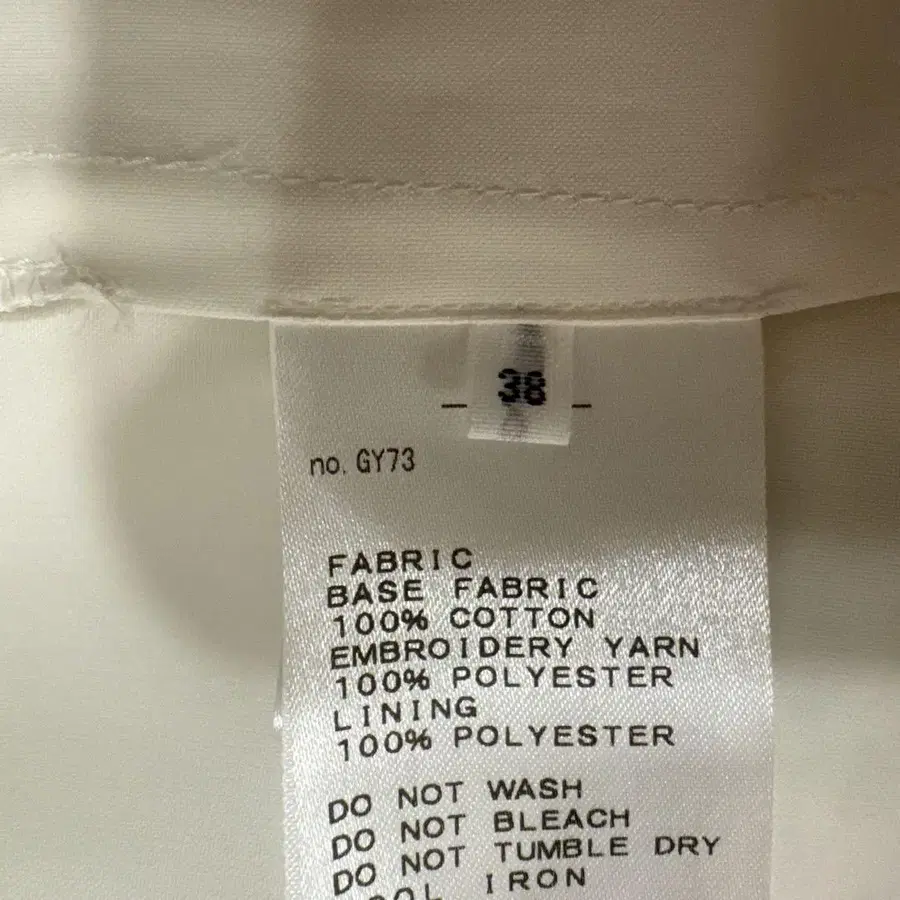 – 38 –
no. GY73
FABRIC
BASE FABRIC
100% COTTON
EMBROIDERY YARN
100% POLYESTER
LINING
100% POLYESTER
DO NOT WASH
DO NOT BLEACH
DO NOT TUMBLE DRY
IRON